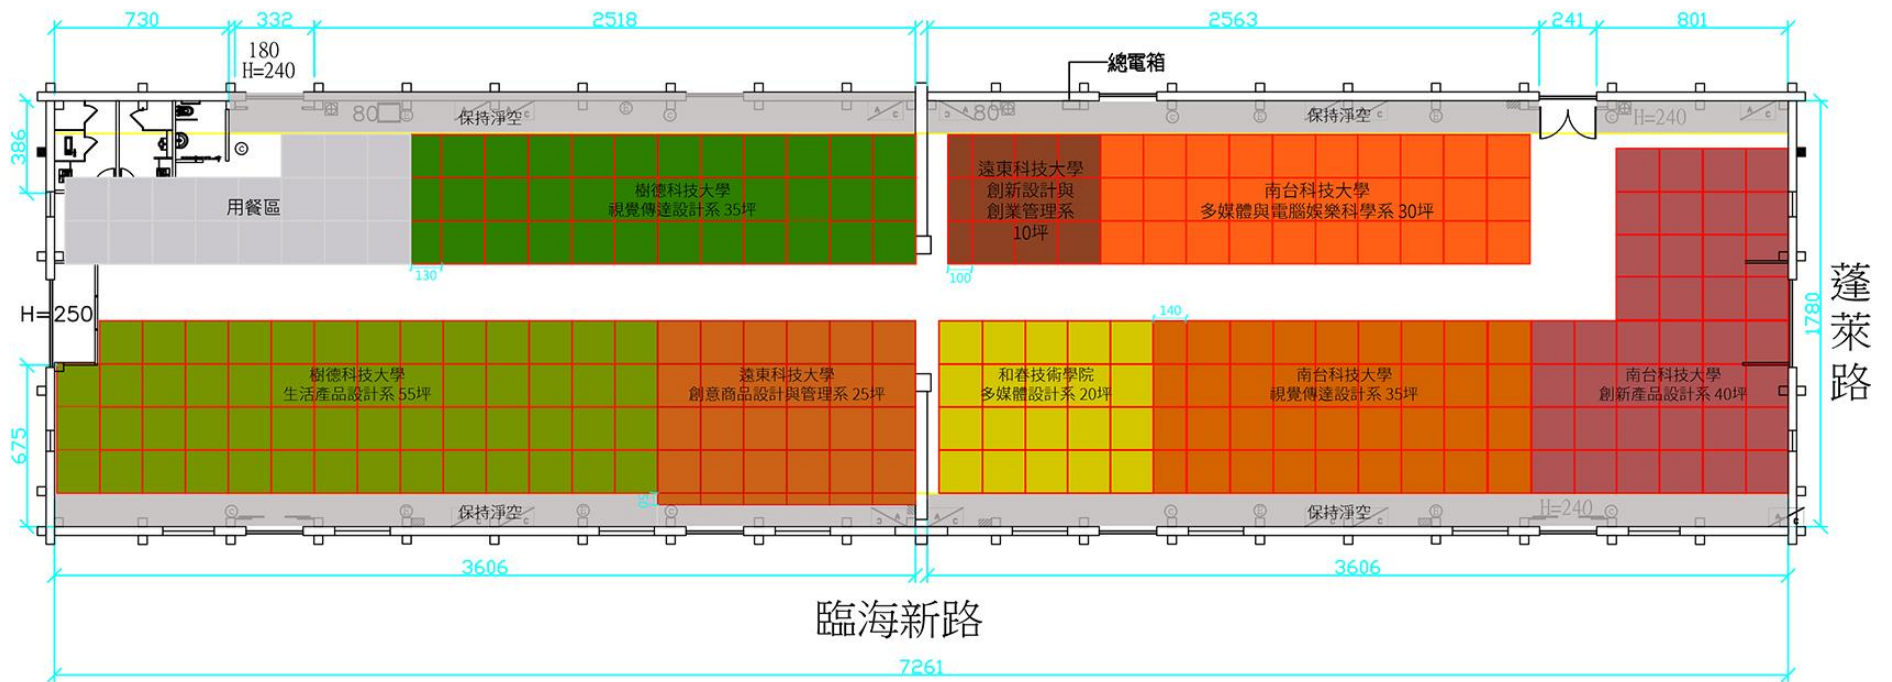 730
332
2518
2563
241
801
180
H=240
總電箱
80
保持淨空
80
保持淨空
H=240
386
用餐區
樹德科技大學
視覺傳達設計系 35坪
遠東科技大學
創新設計與
創業管理系
10坪
南台科技大學
多媒體與電腦娛樂科學系 30坪
130
100
H=250
140
1780
蓬萊路
樹德科技大學
生活產品設計系 55坪
遠東科技大學
創意商品設計與管理系 25坪
和春技術學院
多媒體設計系 20坪
南台科技大學
視覺傳達設計系 35坪
南台科技大學
創新產品設計系 40坪
675
50
保持淨空
保持淨空
H=240
3606
3606
臨海新路
7261